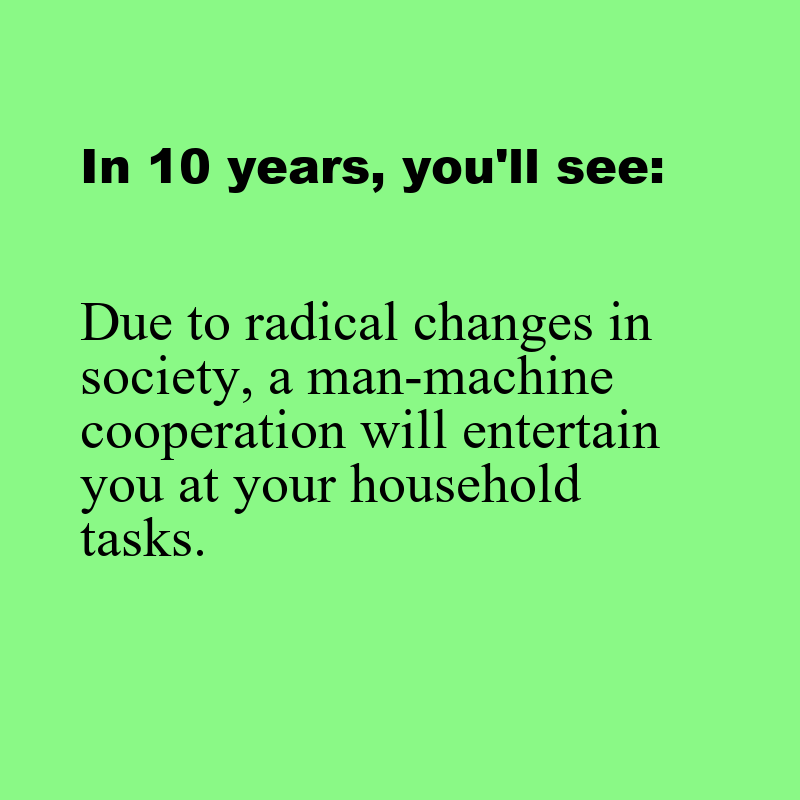 In 10 years, you'll see:
Due to radical changes in
society, a man-machine
cooperation will entertain
you at your household
tasks.